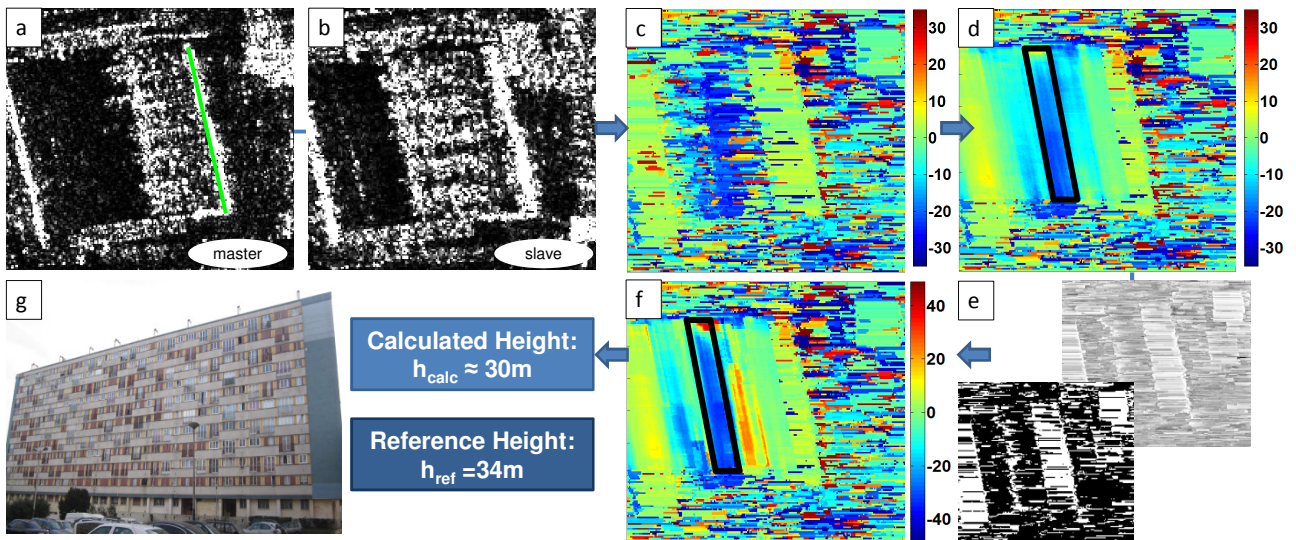 a
master
b
slave
c
30
20
10
0
-10
-20
-30
d
30
20
10
0
-10
-20
-30
g
Calculated Height:
hcalc ≈ 30m
Reference Height:
href =34m
f
40
20
0
-20
-40
e